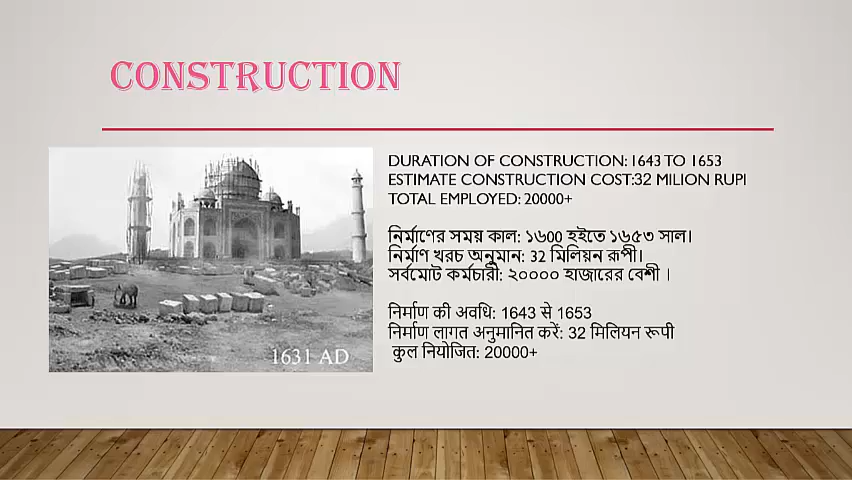 CONSTRUCTION
DURATION OF CONSTRUCTION: 1643 TO 1653
ESTIMATE CONSTRUCTION COST:32 MILION RUPI
TOTAL EMPLOYED: 20000+
নির্মাণের সময় কাল: ১৬00 হইতে ১৬৫৩ সাল।
নির্মাণ খরচ অনুমান: 32 মিলিয়ন রূপী।
সর্বমোট কর্মচারী: ২০০০০ হাজারের বেশী ।
निर्माण की अवधि: 1643 से 1653
निर्माण लागत अनुमानित करें: 32 मिलियन रूपी
कुल नियोजित: 20000+
1631 AD